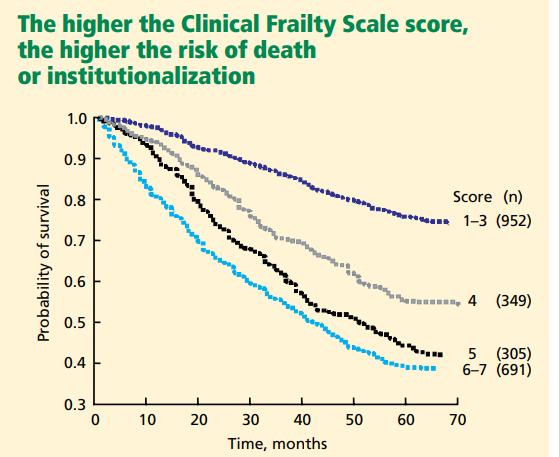 The higher the Clinical Frailty Scale score,
the higher the risk of death
or institutionalization
Probability of survival
1.0
0.9
0.8
0.7
0.6
0.5
0.4
0.3
0 10 20 30 40 50 60 70
Time, months
Score (n)
1–3 (952)
4 (349)
5 (305)
6–7 (691)